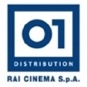 01
DISTRIBUTION
RAI CINEMA S.p.A.